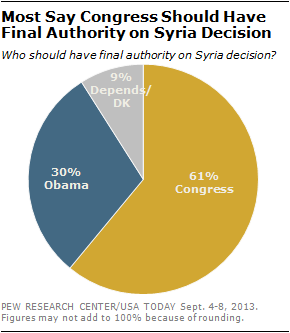 Most Say Congress Should Have
Final Authority on Syria Decision
Who should have final authority on Syria decision?
9%
Depends/
DK
30%
Obama
61%
Congress
PEW RESEARCH CENTER/USA TODAY Sept. 4-8, 2013.
Figures may not add to 100% because of rounding.